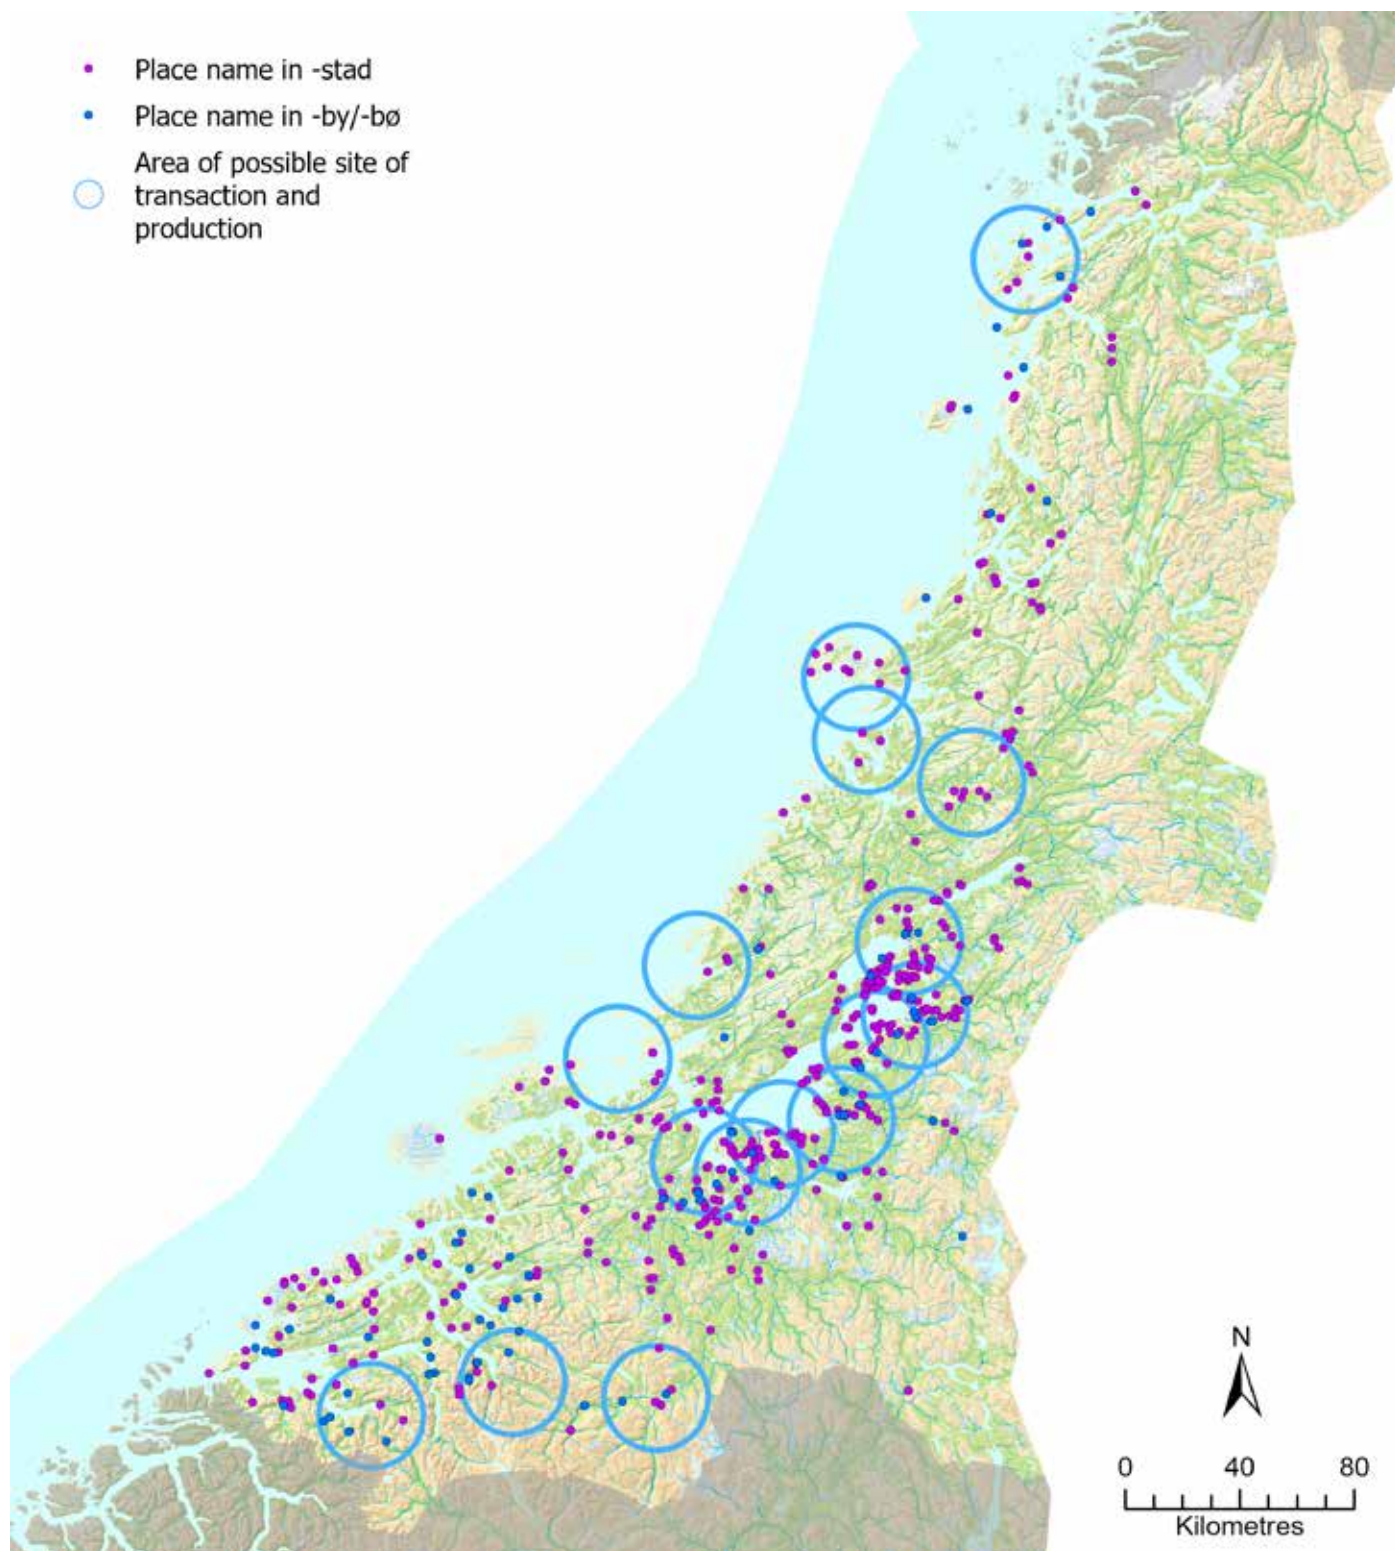 Place name in -stad
Place name in -by/-bø
Area of possible site of
transaction and
production
N
0 40 80
Kilometres